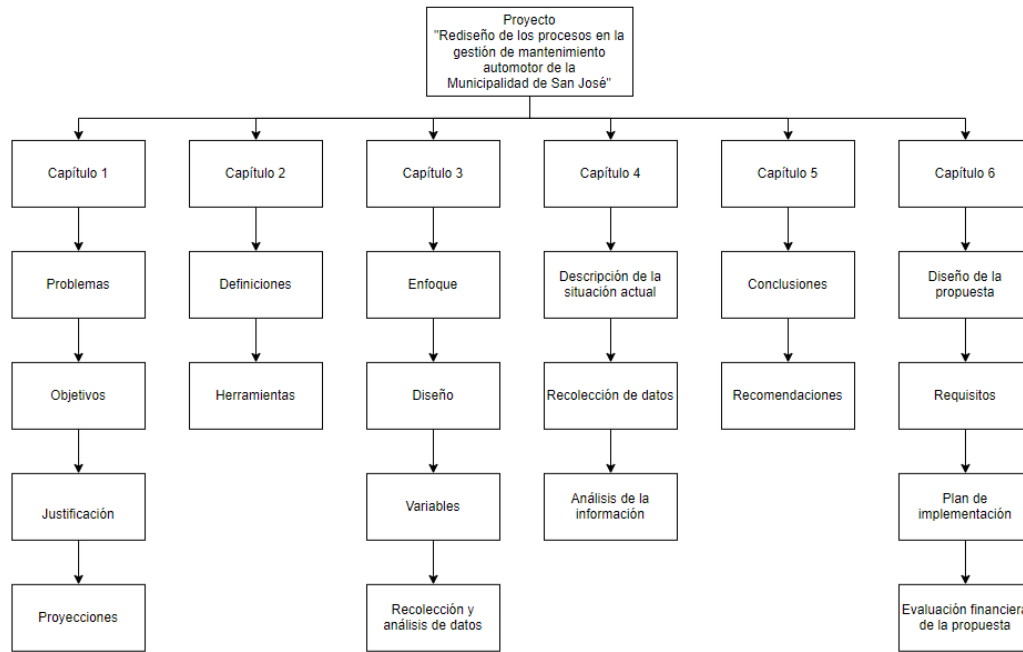 Proyecto
"Rediseño de los procesos en la
gestión de mantenimiento
automotor de la
Municipalidad de San José"
Capítulo 1
Capítulo 2
Capítulo 3
Capítulo 4
Capítulo 5
Capítulo 6
Problemas
Definiciones
Enfoque
Descripción de la
situación actual
Conclusiones
Diseño de la
propuesta
Objetivos
Herramientas
Diseño
Recolección de datos
Recomendaciones
Requisitos
Justificación
Variables
Análisis de la
información
Plan de
implementación
Proyecciones
Recolección y
análisis de datos
Evaluación financiera
de la propuesta